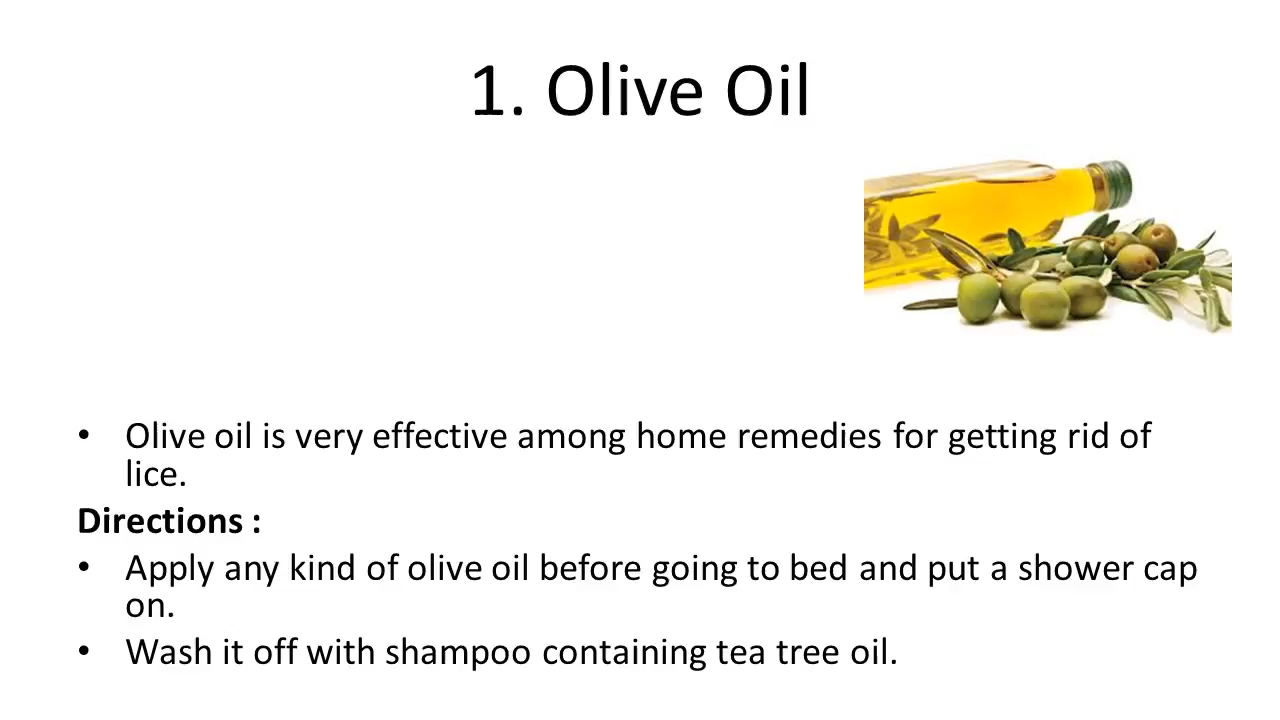 1. Olive Oil
• Olive oil is very effective among home remedies for getting rid of
lice.
Directions :
• Apply any kind of olive oil before going to bed and put a shower cap
on.
• Wash it off with shampoo containing tea tree oil.